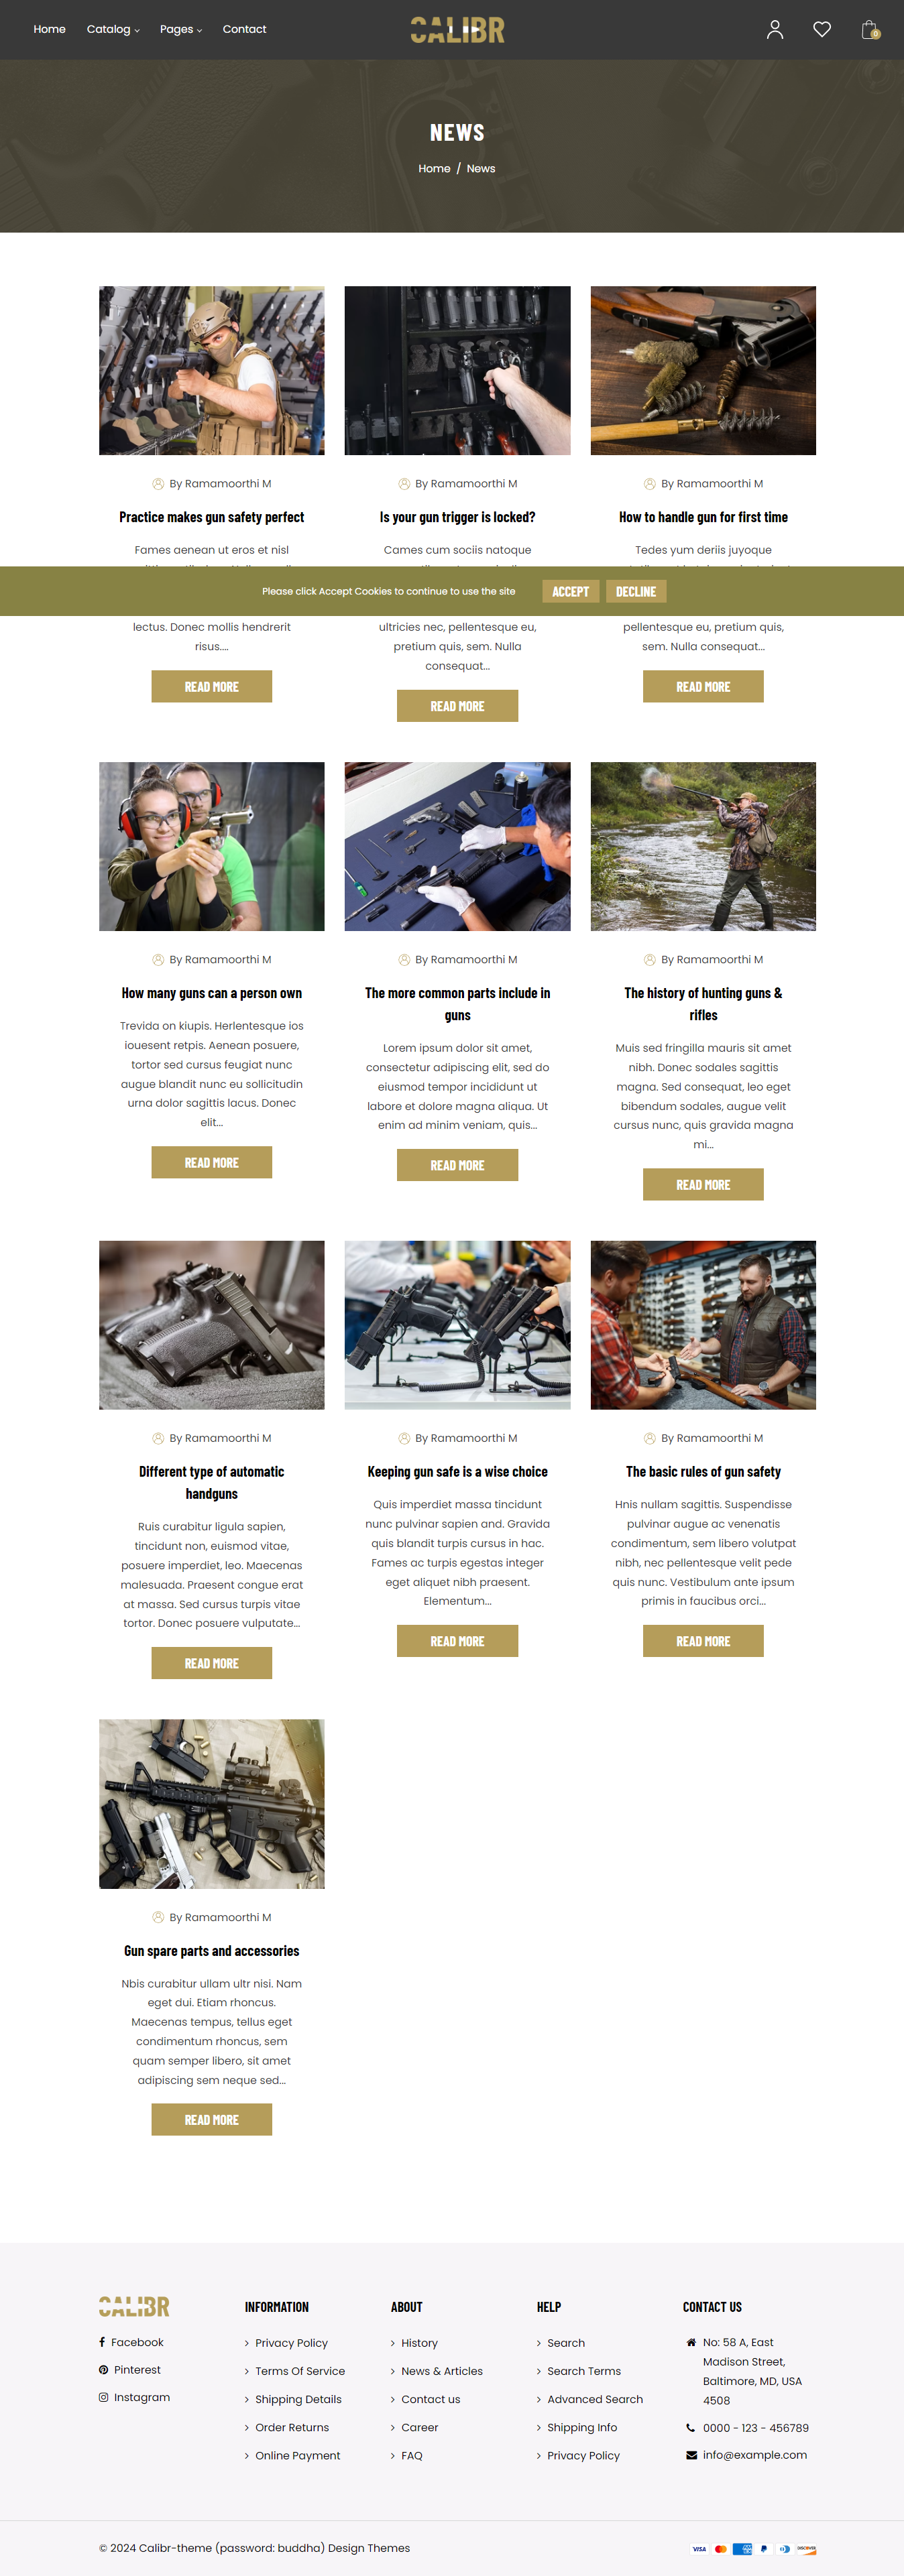 Home Catalog Pages Contact CALIBR 0
NEWS
Home / News
By Ramamoorthi M
Practice makes gun safety perfect
Fames aenean ut eros et nisl
lectus. Donec mollis hendrerit
risus....
READ MORE
By Ramamoorthi M
Is your gun trigger is locked?
Cames cum sociis natoque
ultricies nec, pellentesque eu,
pretium quis, sem. Nulla
consequat...
READ MORE
By Ramamoorthi M
How to handle gun for first time
Tedes yum deriis juyoque
pellentesque eu, pretium quis,
sem. Nulla consequat...
READ MORE
Please click Accept Cookies to continue to use the site ACCEPT DECLINE
By Ramamoorthi M
How many guns can a person own
Trevida on kiupis. Herlentesque ios
iouesent retpis. Aenean posuere,
tortor sed cursus feugiat nunc
augue blandit nunc eu sollicitudin
urna dolor sagittis lacus. Donec
elit...
READ MORE
By Ramamoorthi M
The more common parts include in
guns
Lorem ipsum dolor sit amet,
consectetur adipiscing elit, sed do
eiusmod tempor incididunt ut
labore et dolore magna aliqua. Ut
enim ad minim veniam, quis...
READ MORE
By Ramamoorthi M
The history of hunting guns &
rifles
Muis sed fringilla mauris sit amet
nibh. Donec sodales sagittis
magna. Sed consequat, leo eget
bibendum sodales, augue velit
cursus nunc, quis gravida magna
mi...
READ MORE
By Ramamoorthi M
Different type of automatic
handguns
Ruis curabitur ligula sapien,
tincidunt non, euismod vitae,
posuere imperdiet, leo. Maecenas
malesuada. Praesent congue erat
at massa. Sed cursus turpis vitae
tortor. Donec posuere vulputate...
READ MORE
By Ramamoorthi M
Keeping gun safe is a wise choice
Quis imperdiet massa tincidunt
nunc pulvinar sapien and. Gravida
quis blandit turpis cursus in hac.
Fames ac turpis egestas integer
eget aliquet nibh praesent.
Elementum...
READ MORE
By Ramamoorthi M
The basic rules of gun safety
Hnis nullam sagittis. Suspendisse
pulvinar augue ac venenatis
condimentum, sem libero volutpat
nibh, nec pellentesque velit pede
quis nunc. Vestibulum ante ipsum
primis in faucibus orci...
READ MORE
By Ramamoorthi M
Gun spare parts and accessories
Nbis curabitur ullam ultr nisi. Nam
eget dui. Etiam rhoncus.
Maecenas tempus, tellus eget
condimentum rhoncus, sem
quam semper libero, sit amet
adipiscing sem neque sed...
READ MORE
CALIBR
Facebook
Pinterest
Instagram
INFORMATION
Privacy Policy
Terms Of Service
Shipping Details
Order Returns
Online Payment
ABOUT
History
News & Articles
Contact us
Career
FAQ
HELP
Search
Search Terms
Advanced Search
Shipping Info
Privacy Policy
CONTACT US
No: 58 A, East
Madison Street,
Baltimore, MD, USA
4508
0000 - 123 - 456789
info@example.com
© 2024 Calibr-theme (password: buddha) Design Themes
VISA DISCOVER